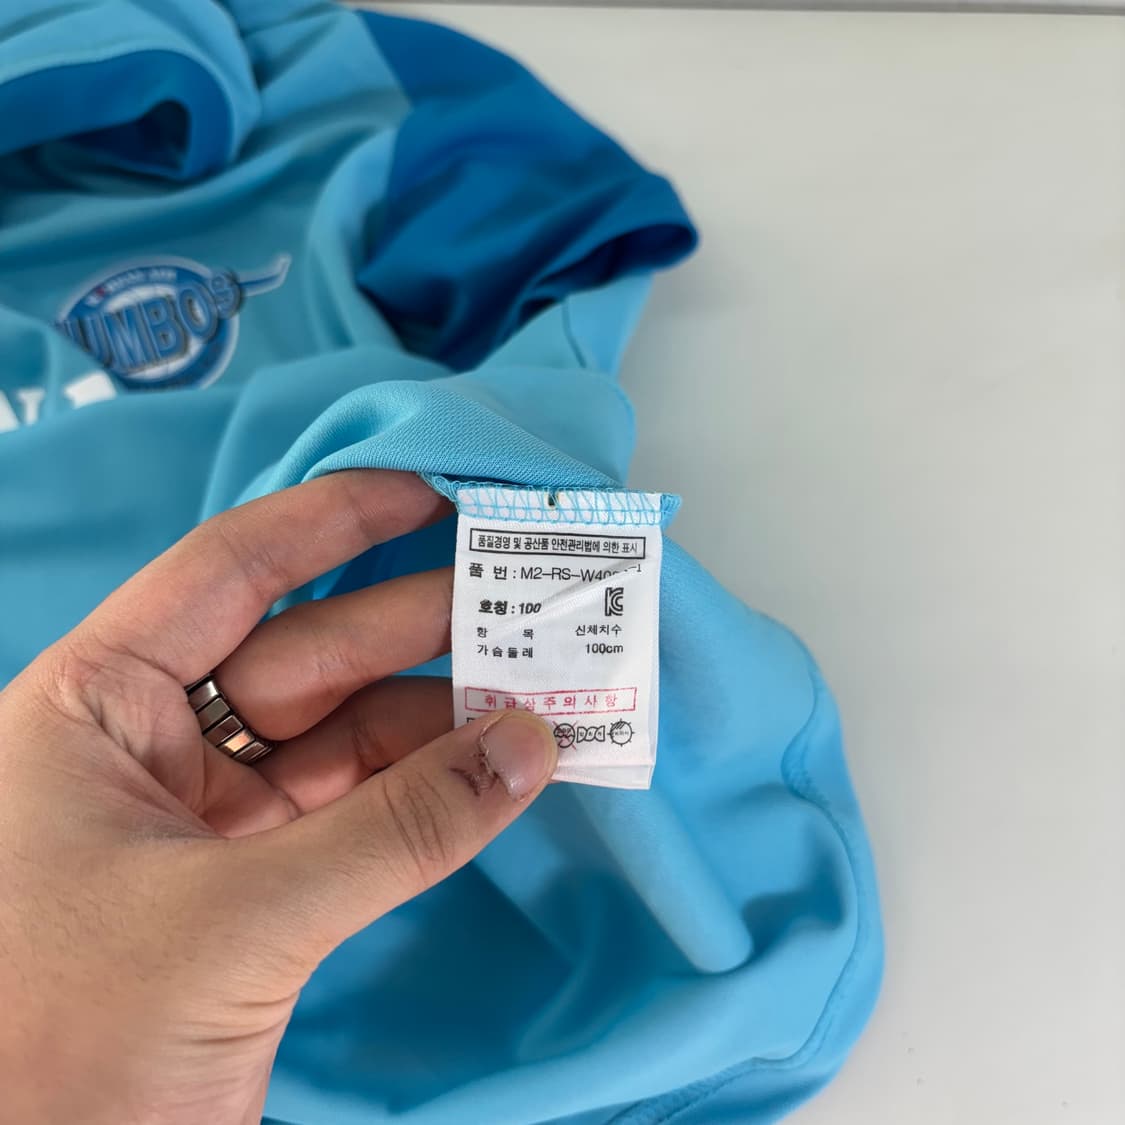 JUMBOS
품질경영 및 공산품 안전관리법에 의한 표시
품 번 : M2-RS-W40
호칭 : 100
항 목 신체치수
가슴둘레 100cm
취급상주의사항